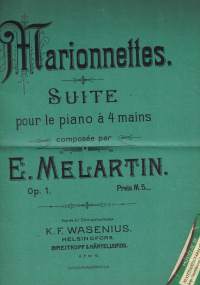 Marionnettes.
SUITE
pour le piano à 4 mains
composée par
E. MELARTIN.
Op. 1.
Preis M. 5._
K. F. WASENIUS.
HELSINGFORS.
BREITKOPF & HÄRTEL, LEIPZIG.